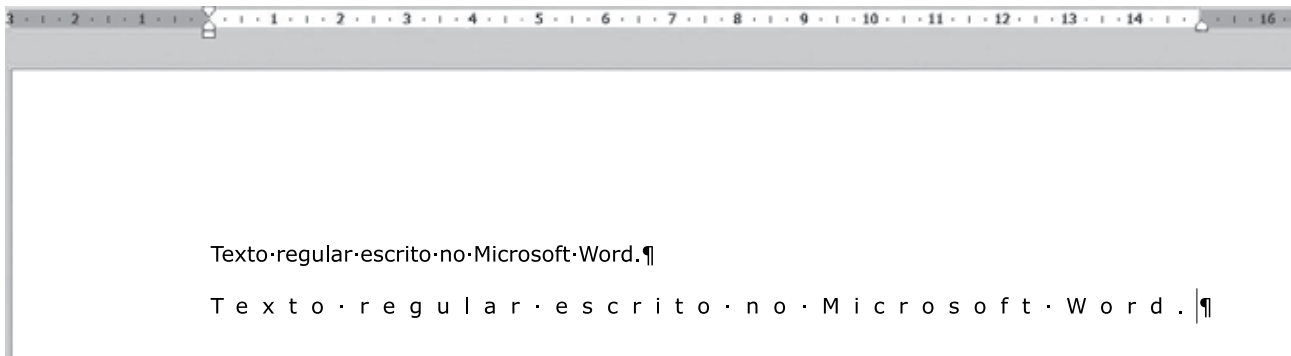 3 · 2 · 1 · 1 · 2 · 3 · 4 · 5 · 6 · 7 · 8 · 9 · 10 · 11 · 12 · 13 · 14 · 16
Texto·regular·escrito·no·Microsoft·Word.¶
T e x t o · r e g u l a r · e s c r i t o · n o · M i c r o s o f t · W o r d . ¶